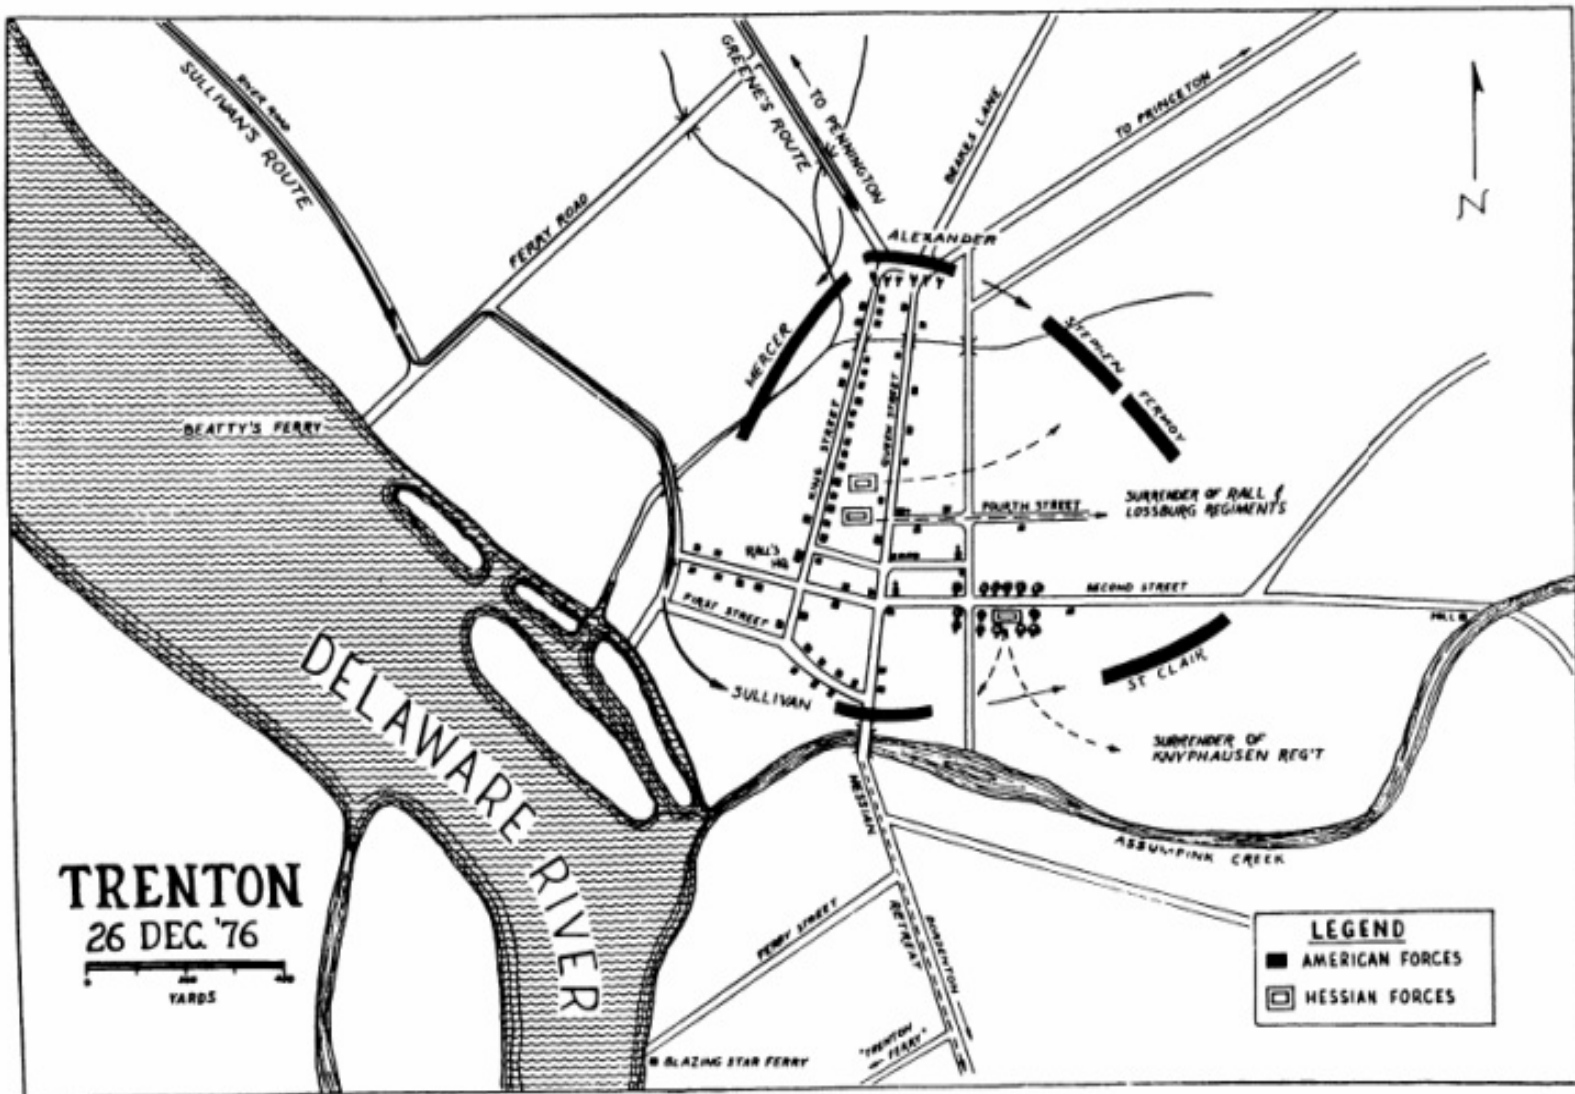 RIVER ROAD
SULLIVAN'S ROUTE
GREENE'S ROUTE
TO PENNINGTON
BEAKES LANE
TO PRINCETON
N
FERRY ROAD
ALEXANDER
MERCER
STEPHEN
FERMOY
BEATTY'S FERRY
KING STREET
QUEEN STREET
FOURTH STREET
SURRENDER OF RALL &
LOSSBURG REGIMENTS
RALL'S
HQ
SECOND STREET
FIRST STREET
MILL
ST CLAIR
SULLIVAN
SURRENDER OF
KNYPHAUSEN REG'T
DELAWARE RIVER
HESSIAN
RETREAT
ASSUNPINK CREEK
TRENTON
26 DEC. '76
0
400
YARDS
FERRY STREET
"TRENTON
FERRY"
BLAZING STAR FERRY
LEGEND
AMERICAN FORCES
HESSIAN FORCES